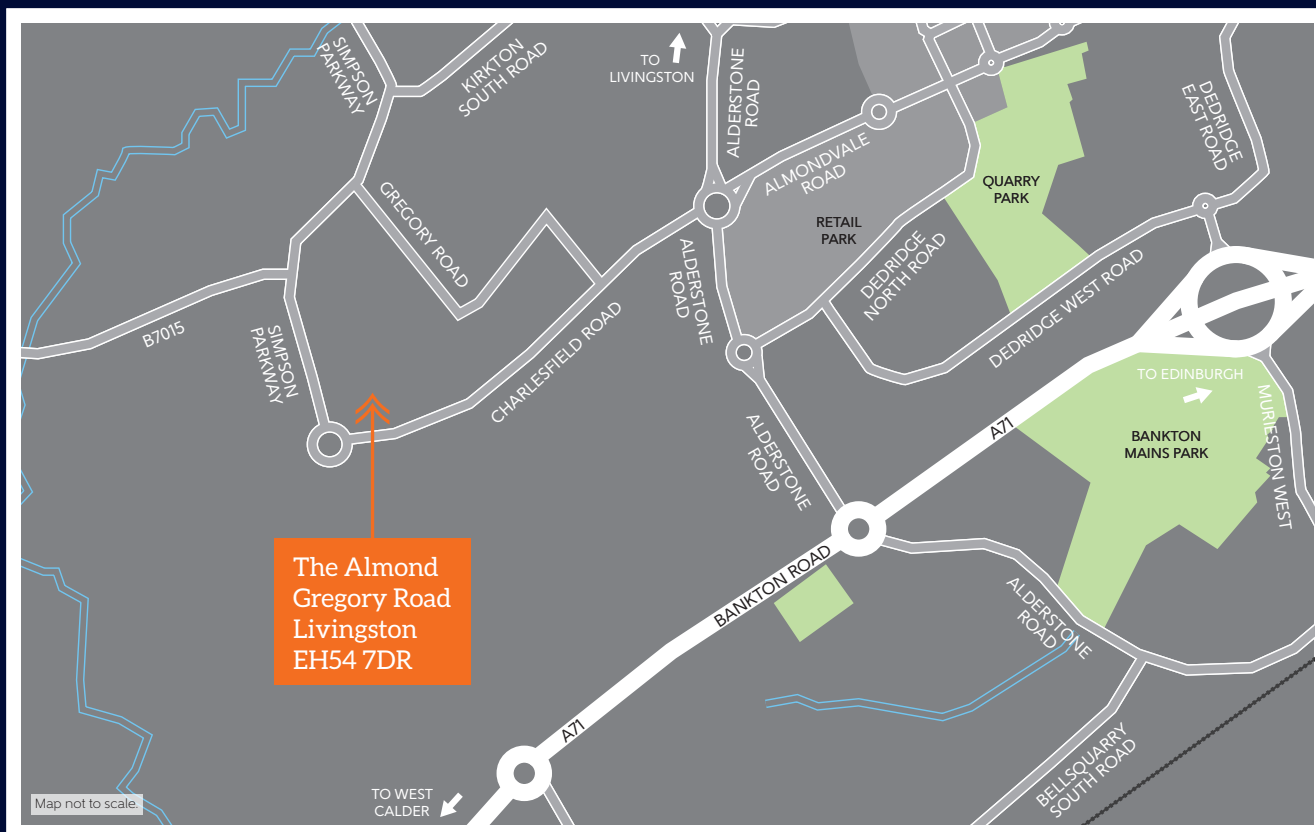 SIMPSON
PARKWAY
KIRKTON
SOUTH ROAD
TO
LIVINGSTON
ALDERSTONE
ROAD
ALMONDVALE
ROAD
DEDRIDGE
EAST ROAD
QUARRY
PARK
RETAIL
PARK
GREGORY ROAD
ALDERSTONE
ROAD
DEDRIDGE
NORTH ROAD
DEDRIDGE WEST ROAD
B7015
SIMPSON
PARKWAY
CHARLESFIELD ROAD
TO EDINBURGH
MURIESTON WEST
A71
BANKTON
MAINS PARK
ALDERSTONE
ROAD
The Almond
Gregory Road
Livingston
EH54 7DR
BANKTON ROAD
ALDERSTONE
ROAD
A71
BELLSQUARRY
SOUTH ROAD
TO WEST
CALDER
Map not to scale.